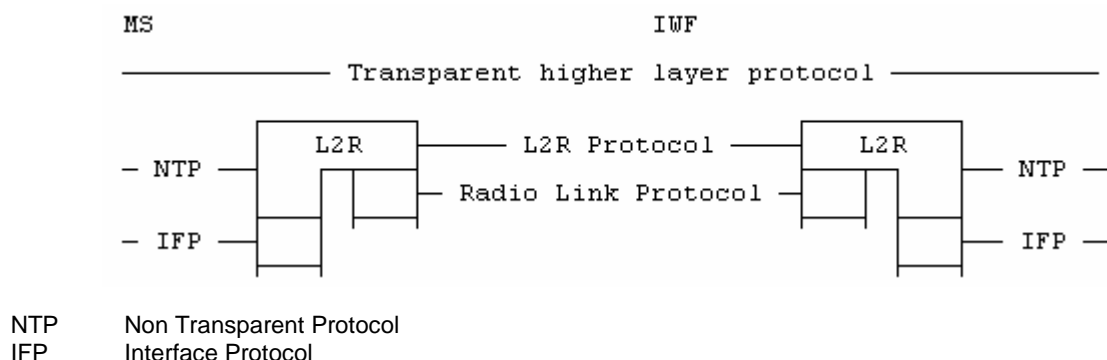 MS IWF
Transparent higher layer protocol
L2R L2R Protocol L2R
NTP NTP
Radio Link Protocol
IFP IFP
NTP Non Transparent Protocol
IFP Interface Protocol